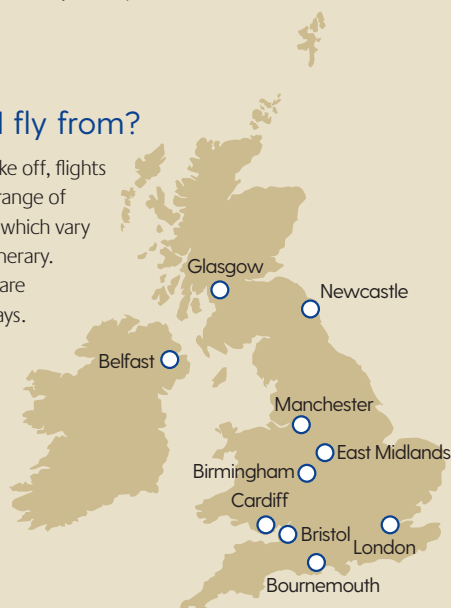 fly from?
ke off, flights
range of
which vary
nerary.
are
ays.
Glasgow
Newcastle
Belfast
Manchester
East Midlands
Birmingham
Cardiff
Bristol
London
Bournemouth